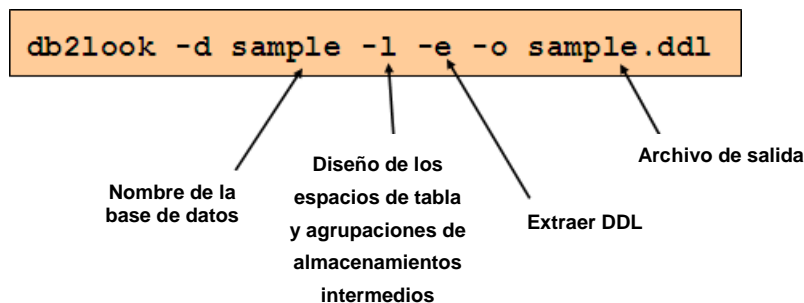 db2look -d sample -l -e -o sample.ddl
Nombre de la
base de datos
Diseño de los
espacios de tabla
y agrupaciones de
almacenamientos
intermedios
Extraer DDL
Archivo de salida